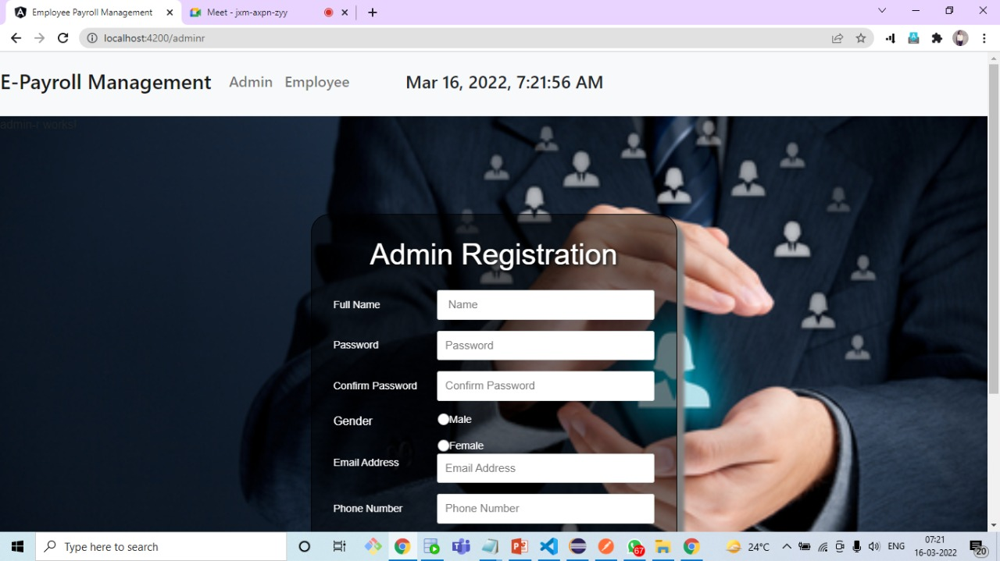 Employee Payroll Management
Meet - jxm-axpn-zyy
localhost:4200/adminr
E-Payroll Management Admin Employee Mar 16, 2022, 7:21:56 AM
admin-r works!
Admin Registration
Full Name Name
Password Password
Confirm Password Confirm Password
Gender Male
Female
Email Address Email Address
Phone Number Phone Number
Type here to search
67
24°C
ENG
07:21
16-03-2022
20